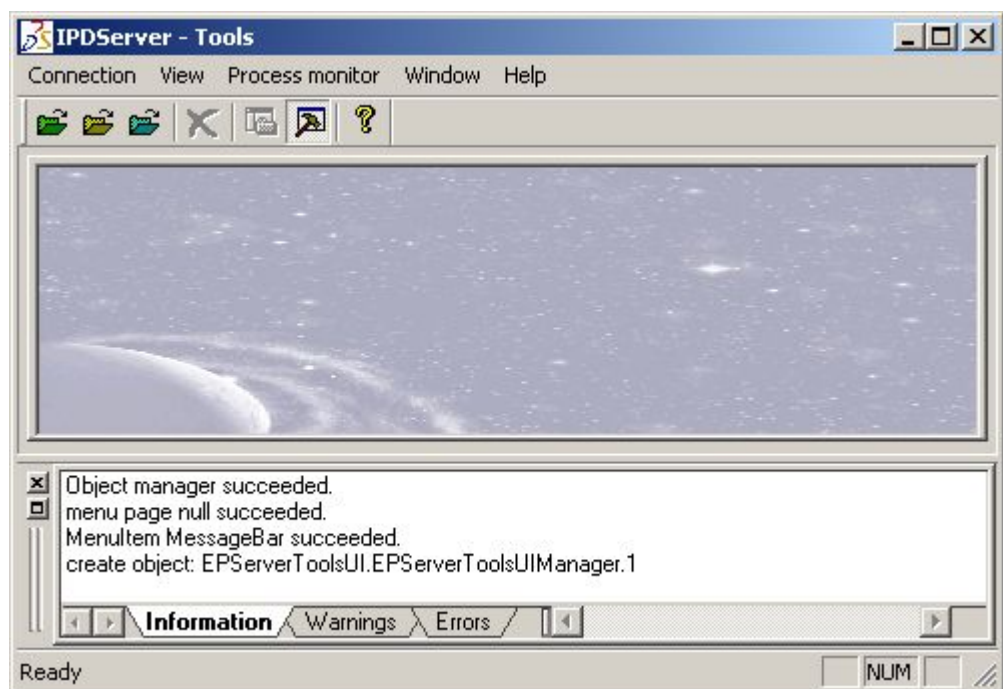 IPDServer - Tools
Connection View Process monitor Window Help
Object manager succeeded.
menu page null succeeded.
MenuItem MessageBar succeeded.
create object: EPServerToolsUI.EPServerToolsUIManager.1
Information Warnings Errors
Ready NUM